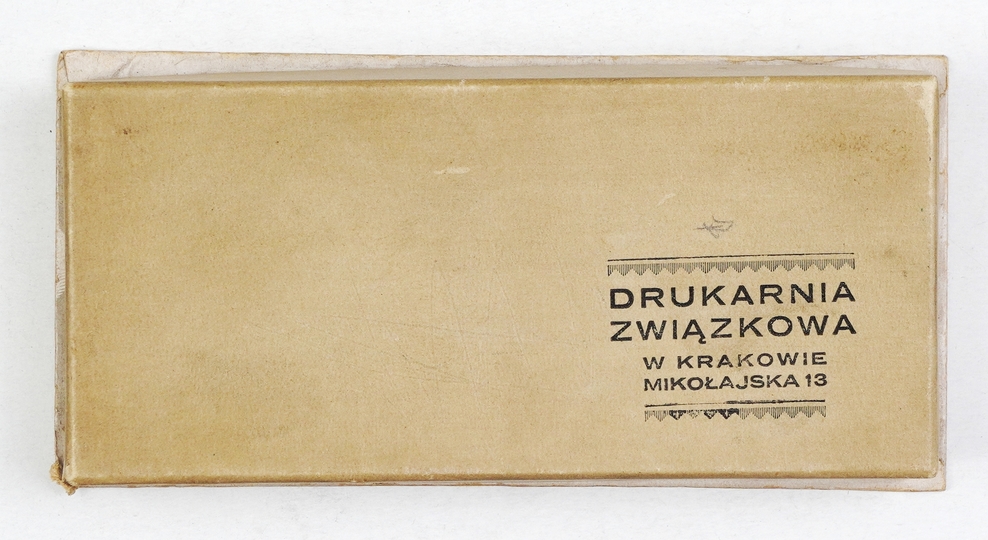 DRUKARNIA
ZWIĄZKOWA
W KRAKOWIE
MIKOŁAJSKA 13